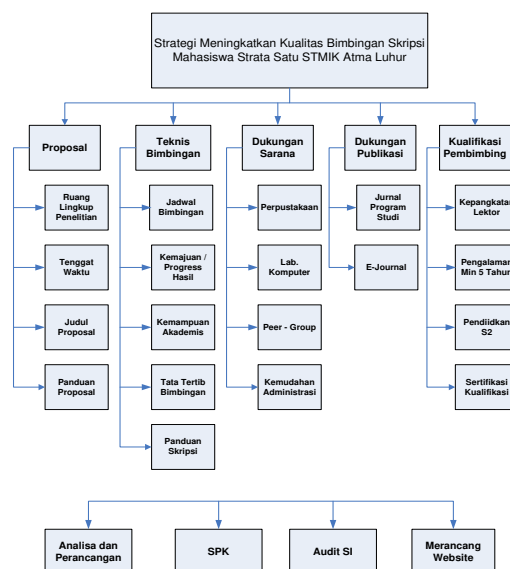 Strategi Meningkatkan Kualitas Bimbingan Skripsi
Mahasiswa Strata Satu STMIK Atma Luhur
Proposal
Teknis
Bimbingan
Dukungan
Sarana
Dukungan
Publikasi
Kualifikasi
Pembimbing
Ruang
Lingkup
Penelitian
Jadwal
Bimbingan
Perpustakaan
Jurnal
Program
Studi
Kepangkatan
Lektor
Tenggat
Waktu
Kemajuan /
Progress
Hasil
Lab.
Komputer
E-Journal
Pengalaman
Min 5 Tahun
Judul
Proposal
Kemampuan
Akademis
Peer - Group
Pendiidkan
S2
Panduan
Proposal
Tata Tertib
Bimbingan
Kemudahan
Administrasi
Sertifikasi
Kualifikasi
Panduan
Skripsi
Analisa dan
Perancangan
SPK
Audit SI
Merancang
Website